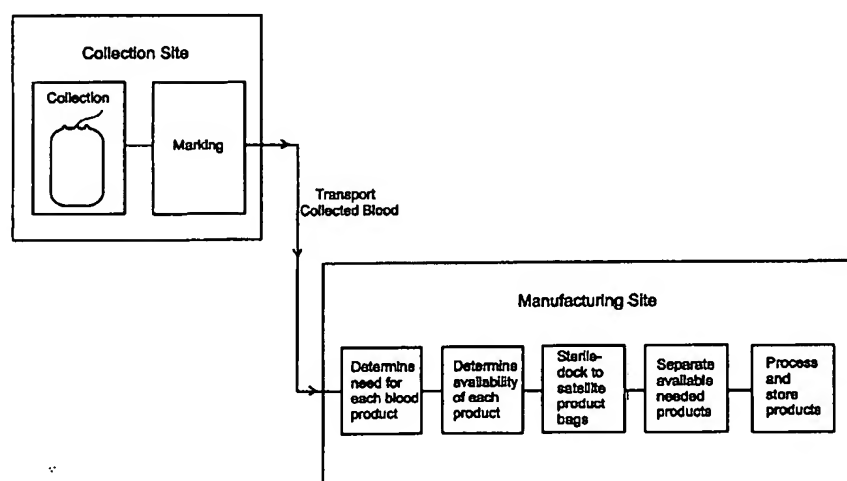 Collection Site
Collection
Marking
Transport
Collected Blood
Manufacturing Site
Determine
need for
each blood
product
Determine
availability
of each
product
Sterile-
dock to
satellite
product
bags
Separate
available
needed
products
Process
and
store
products